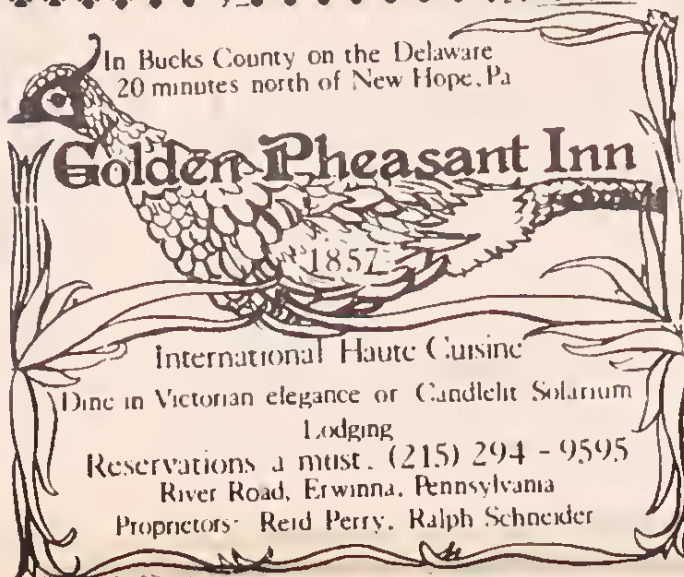 In Bucks County on the Delaware
20 minutes north of New Hope, Pa
Golden Pheasant Inn
1857
International Haute Cuisine
Dine in Victorian elegance or Candlelit Solarium
Lodging
Reservations a must. (215) 294-9595
River Road, Erwinna, Pennsylvania
Proprietors: Reid Perry, Ralph Schneider